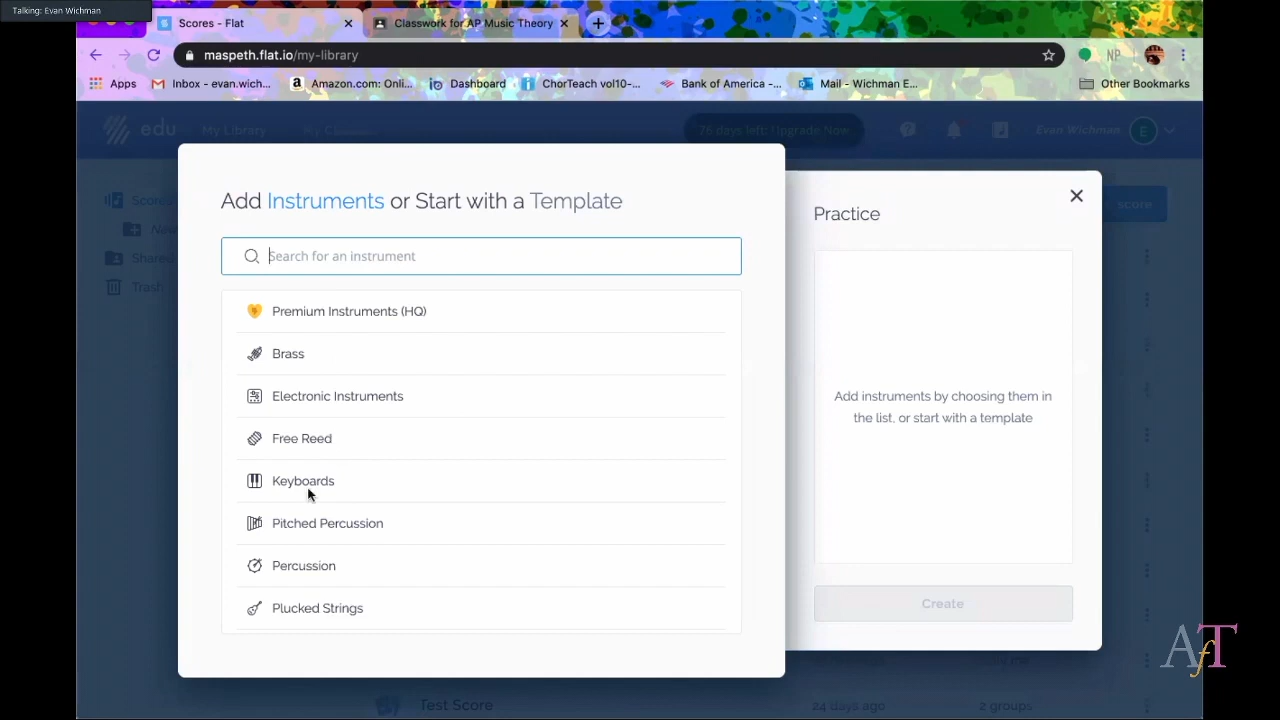 Talking: Evan Wichman
Scores - Flat
Classwork for AP Music Theory
maspeth.flat.io/my-library
NP
Apps
Inbox - evan.wich...
Amazon.com: Onli...
Dashboard
ChorTeach vol10-...
Bank of America -...
Mail - Wichman E...
Other Bookmarks
edu
My Library
76 days left: Upgrade Now
Evan Wichman
E
Scores
New
Shared
Trash
score
Add Instruments or Start with a Template
Search for an instrument
Premium Instruments (HQ)
Brass
Electronic Instruments
Free Reed
Keyboards
Pitched Percussion
Percussion
Plucked Strings
Practice
Add instruments by choosing them in
the list, or start with a template
Create
Test Score
24 days ago
2 groups
AfT